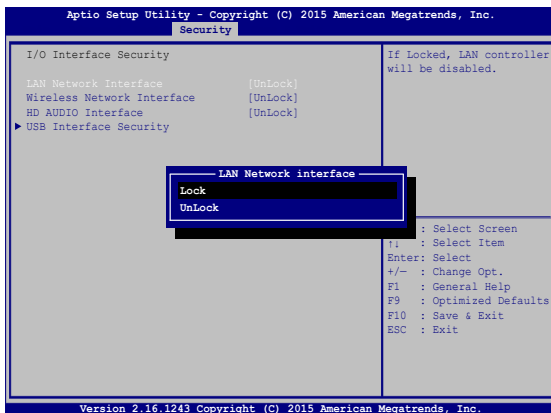 Aptio Setup Utility - Copyright (C) 2015 American Megatrends, Inc.
Security
I/O Interface Security
LAN Network Interface [UnLock]
Wireless Network Interface [UnLock]
HD AUDIO Interface [UnLock]
USB Interface Security
If Locked, LAN controller
will be disabled.
LAN Network interface
Lock
UnLock
: Select Screen
↑↓ : Select Item
Enter: Select
+/— : Change Opt.
F1 : General Help
F9 : Optimized Defaults
F10 : Save & Exit
ESC : Exit
Version 2.16.1243 Copyright (C) 2015 American Megatrends, Inc.